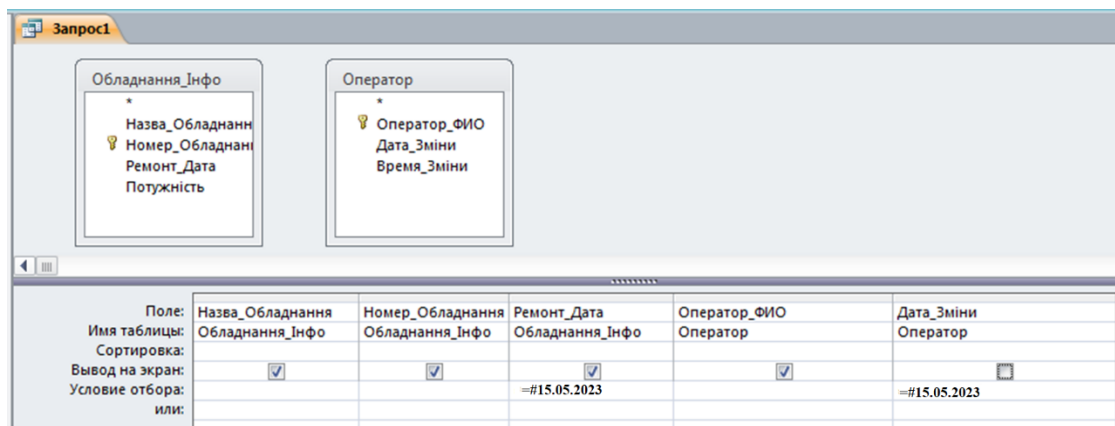 Запрос1
Обладнання_Інфо
*
Назва_Обладнанн
Номер_Обладнанн
Ремонт_Дата
Потужність
Оператор
*
Оператор_ФИО
Дата_Зміни
Время_Зміни
Поле: Назва_Обладнання Номер_Обладнання Ремонт_Дата Оператор_ФИО Дата_Зміни
Имя таблицы: Обладнання_Інфо Обладнання_Інфо Обладнання_Інфо Оператор Оператор
Сортировка:
Вывод на экран:
Условие отбора: =#15.05.2023 =#15.05.2023
или: